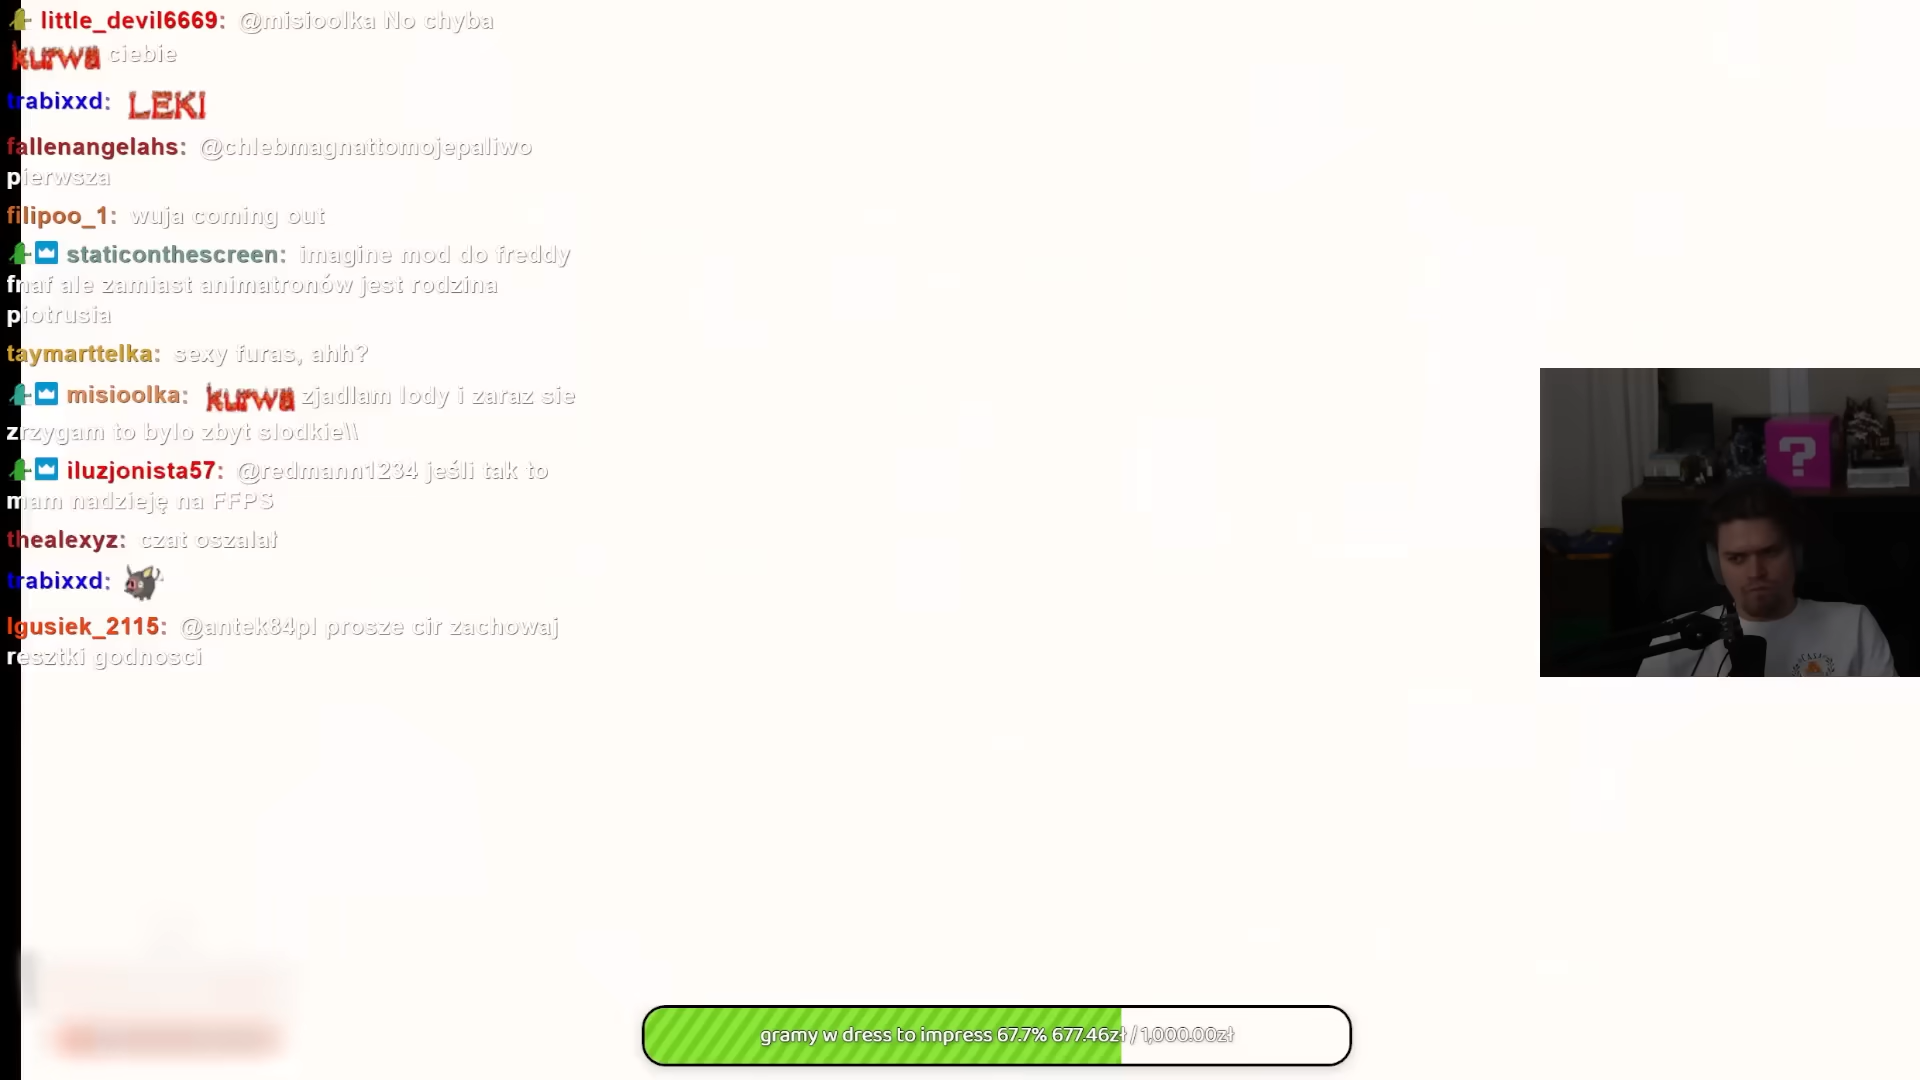 little_devil6669: @misioolka No chyba
kurwa ciebie
trabixxd: LEKI
fallenangelahs: @chlebmagnattomojepaliwo
pierwsza
filipoo_1: wuja coming out
staticonthescreen: imagine mod do freddy
fnaf ale zamiast animatronów jest rodzina
piotrusia
taymarttelka: sexy furas, ahh?
misioolka: kurwa zjadlam lody i zaraz sie
zrzygam to bylo zbyt slodkie\\
iluzjonista57: @redmann1234 jeśli tak to
mam nadzieję na FFPS
thealexyz: czat oszalał
trabixxd:
lgusiek_2115: @antek84pl prosze cir zachowaj
resztki godnosci
?
gramy w dress to impress 67.7% 677.46zł / 1,000.00zł